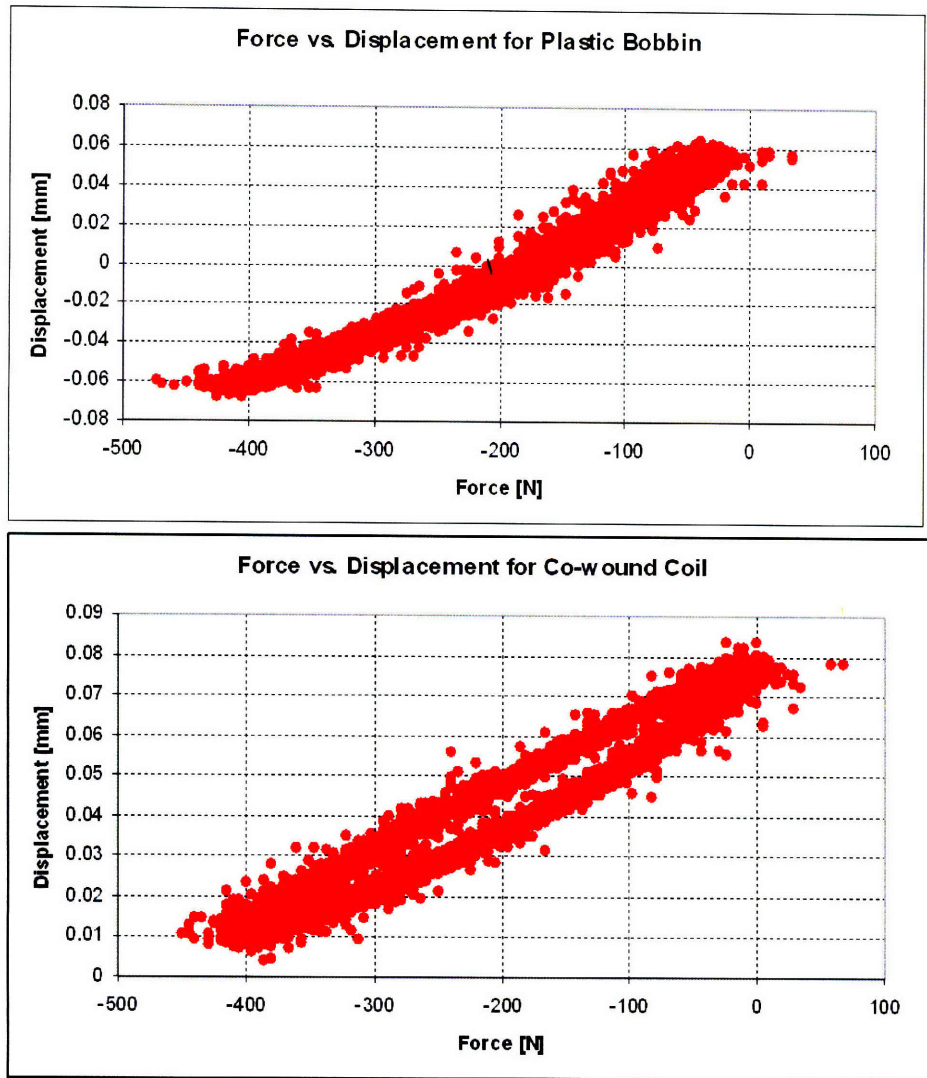 Force vs. Displacement for Plastic Bobbin
0.08
0.06
0.04
0.02
0
-0.02
-0.04
-0.06
-0.08
Displacement [mm]
-500 -400 -300 -200 -100 0 100
Force [N]
Force vs. Displacement for Co-wound Coil
0.09
0.08
0.07
0.06
0.05
0.04
0.03
0.02
0.01
0
Displacement [mm]
-500 -400 -300 -200 -100 0 100
Force [N]